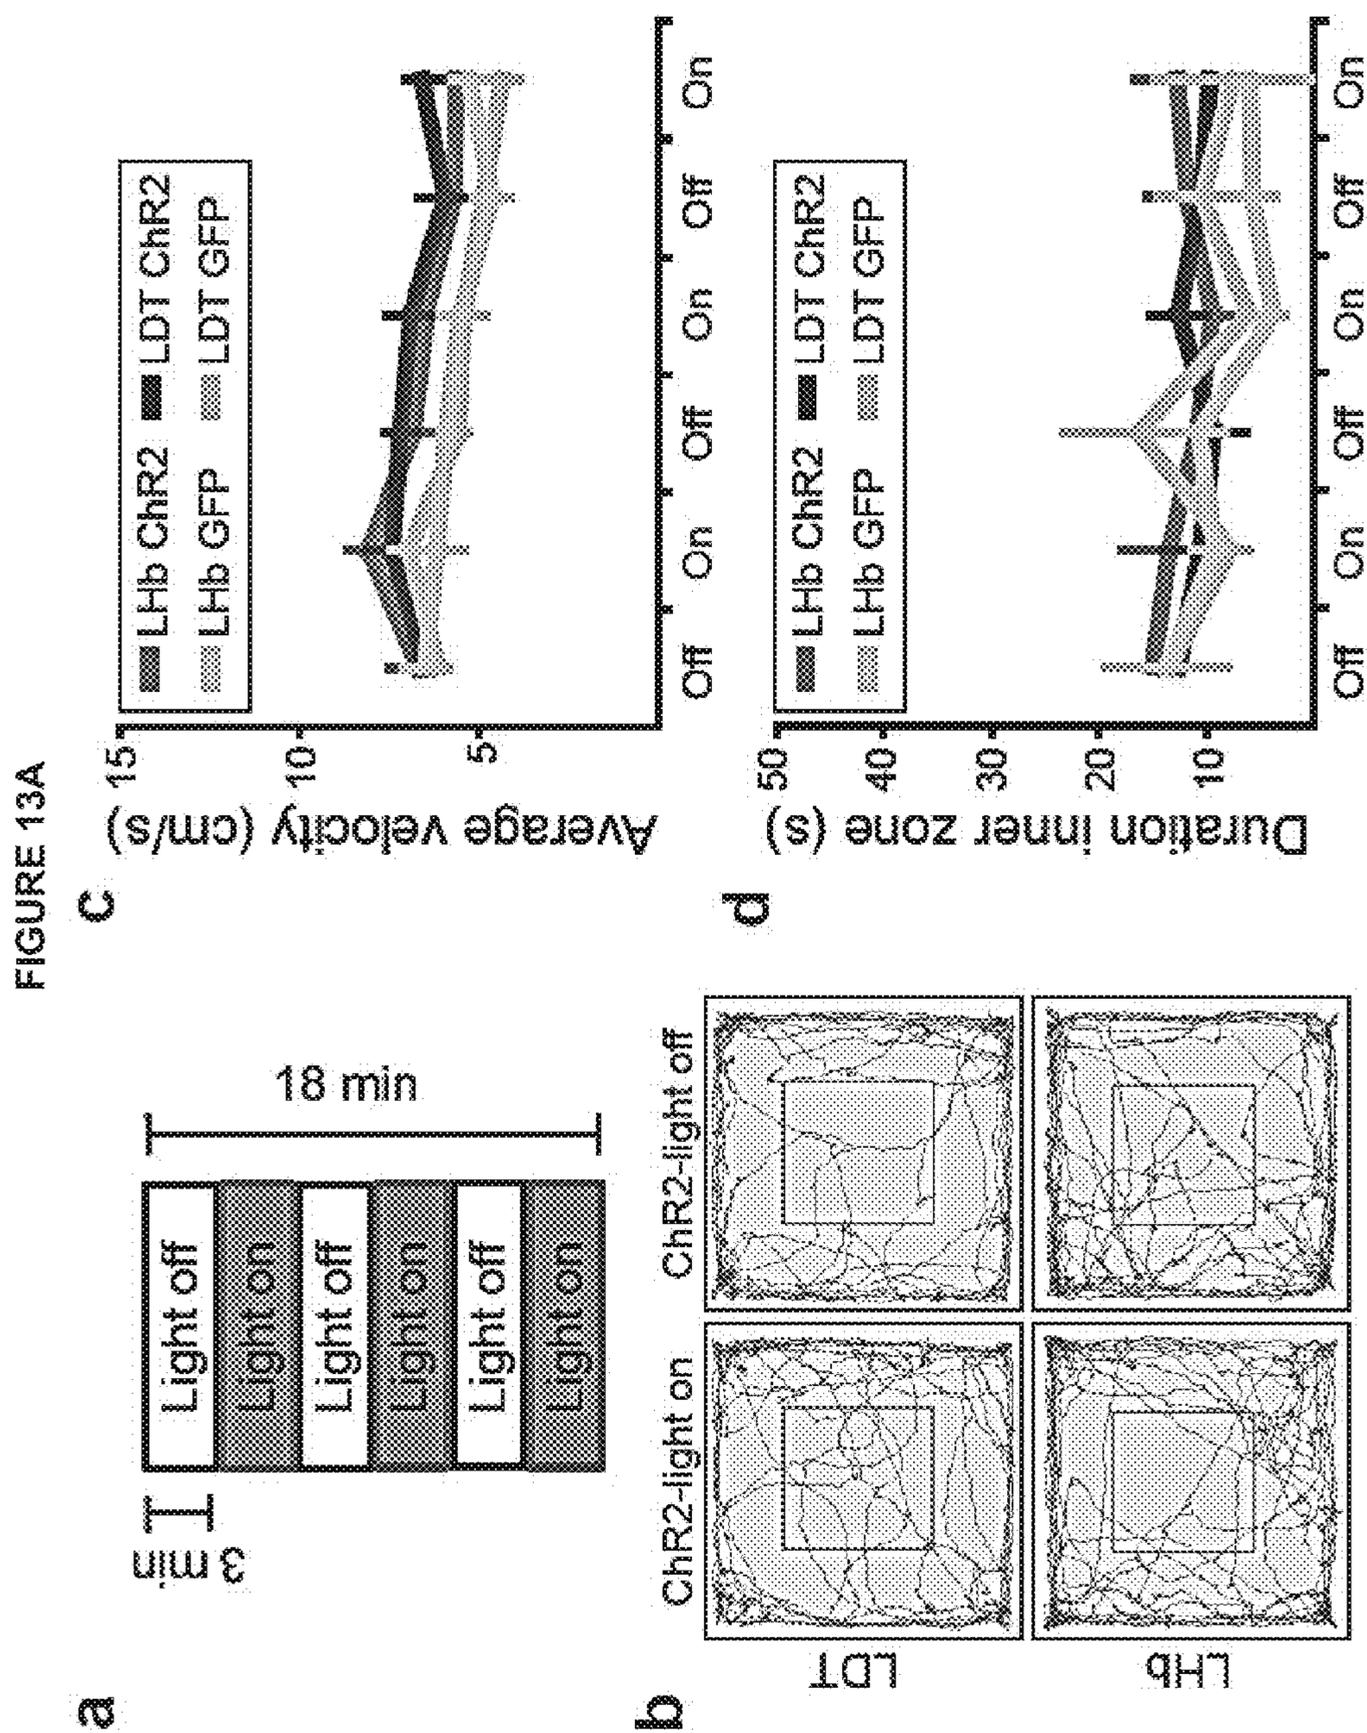 FIGURE 13A
a
3 min
Light off
Light on
Light off
Light on
Light off
Light on
18 min
b
ChR2-light on
ChR2-light off
LDT
LHb
c
Average velocity (cm/s)
15
10
5
LHb ChR2
LDT ChR2
LHb GFP
LDT GFP
Off
On
Off
On
Off
On
d
Duration inner zone (s)
50
40
30
20
10
LHb ChR2
LDT ChR2
LHb GFP
LDT GFP
Off
On
Off
On
Off
On